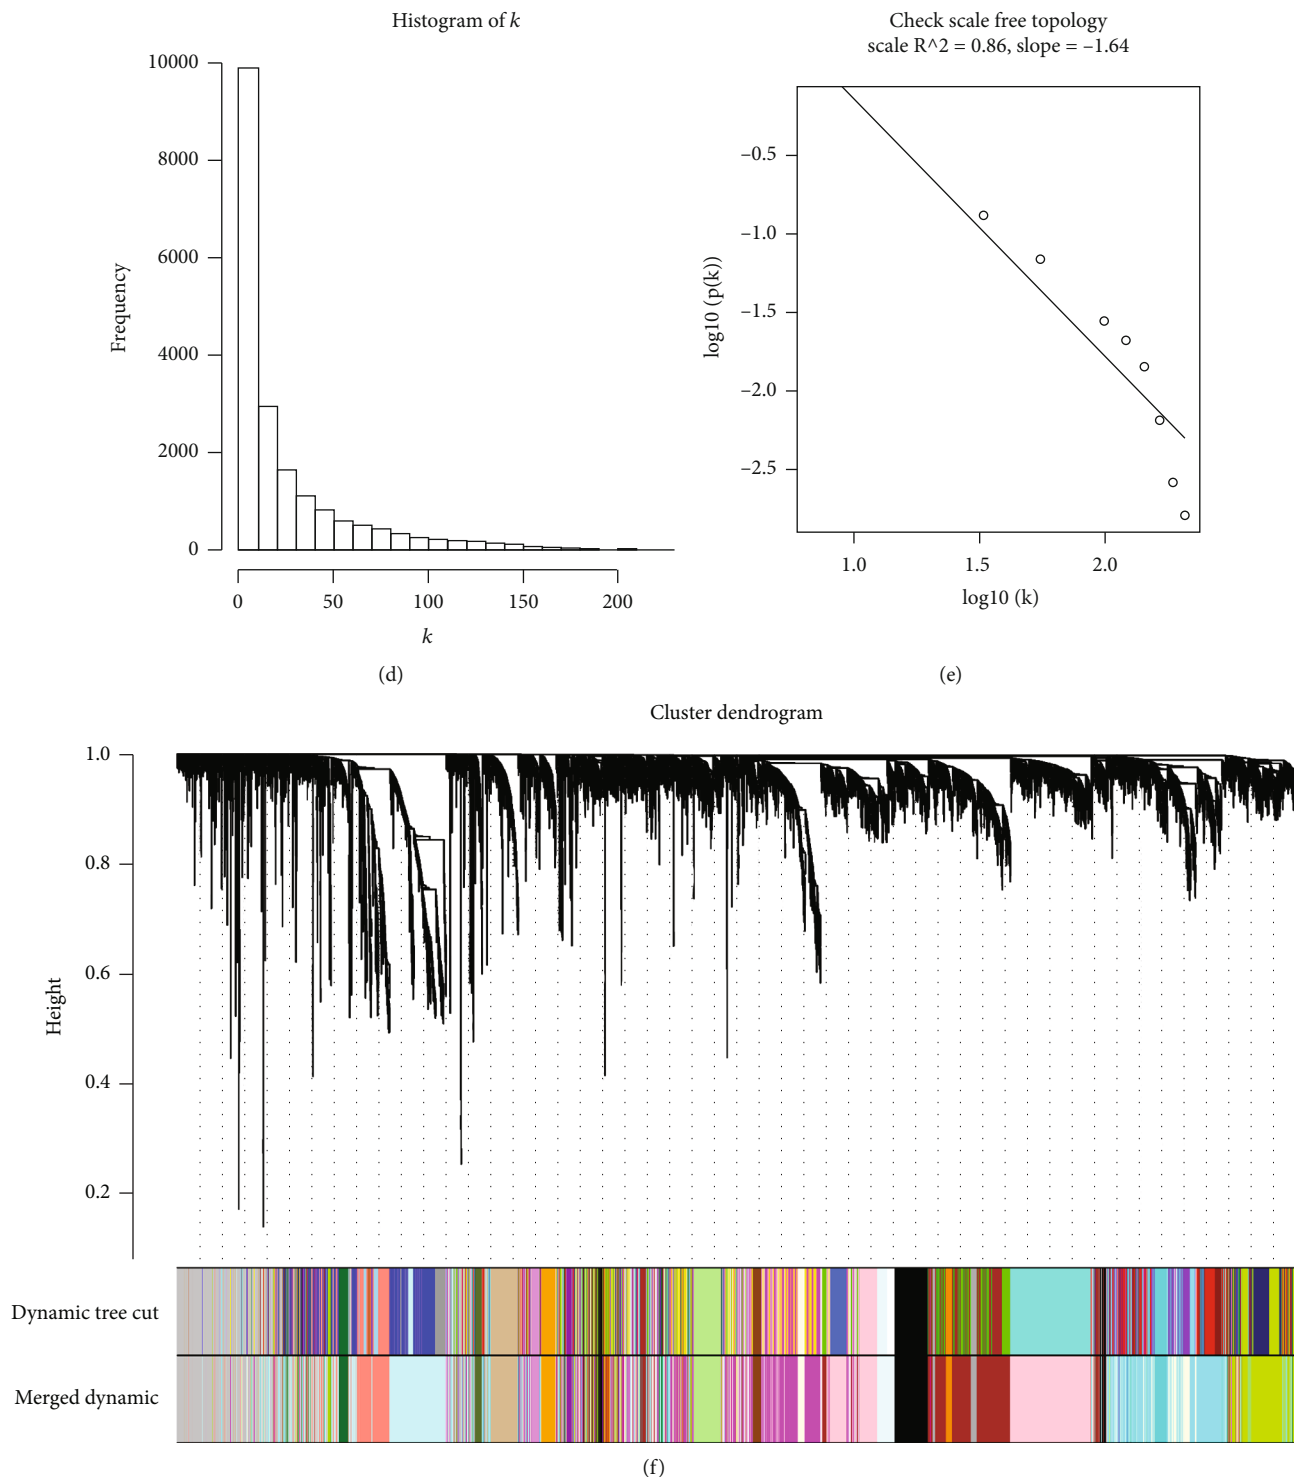 Histogram of k
10000
8000
6000
4000
2000
0
Frequency
0 50 100 150 200
k
(d)
Check scale free topology
scale R^2 = 0.86, slope = −1.64
−0.5
−1.0
−1.5
−2.0
−2.5
log10 (p(k))
1.0 1.5 2.0
log10 (k)
(e)
Cluster dendrogram
1.0
0.8
0.6
0.4
0.2
Height
Dynamic tree cut
Merged dynamic
(f)